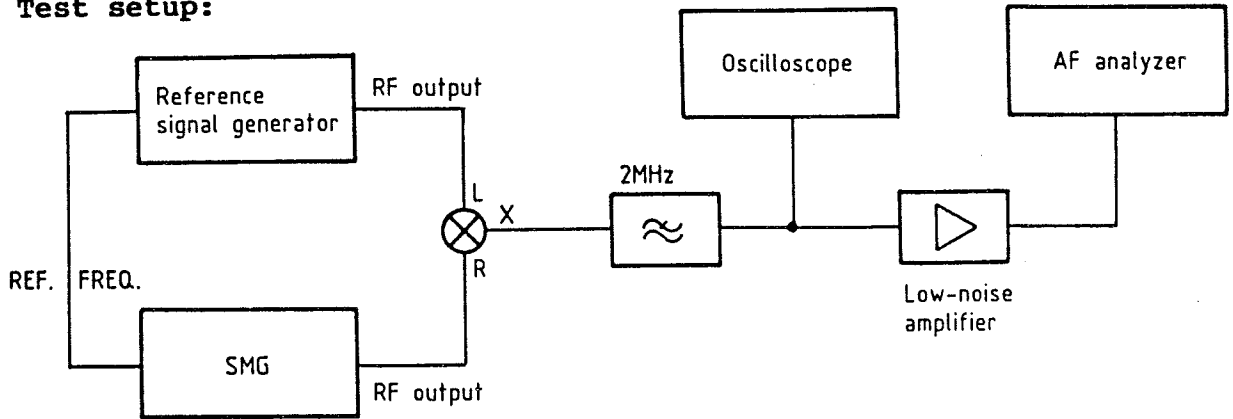 Test setup:
Oscilloscope
AF analyzer
Reference
signal generator
RF output
2MHz
L
X
R
REF. FREQ.
Low-noise
amplifier
SMG
RF output